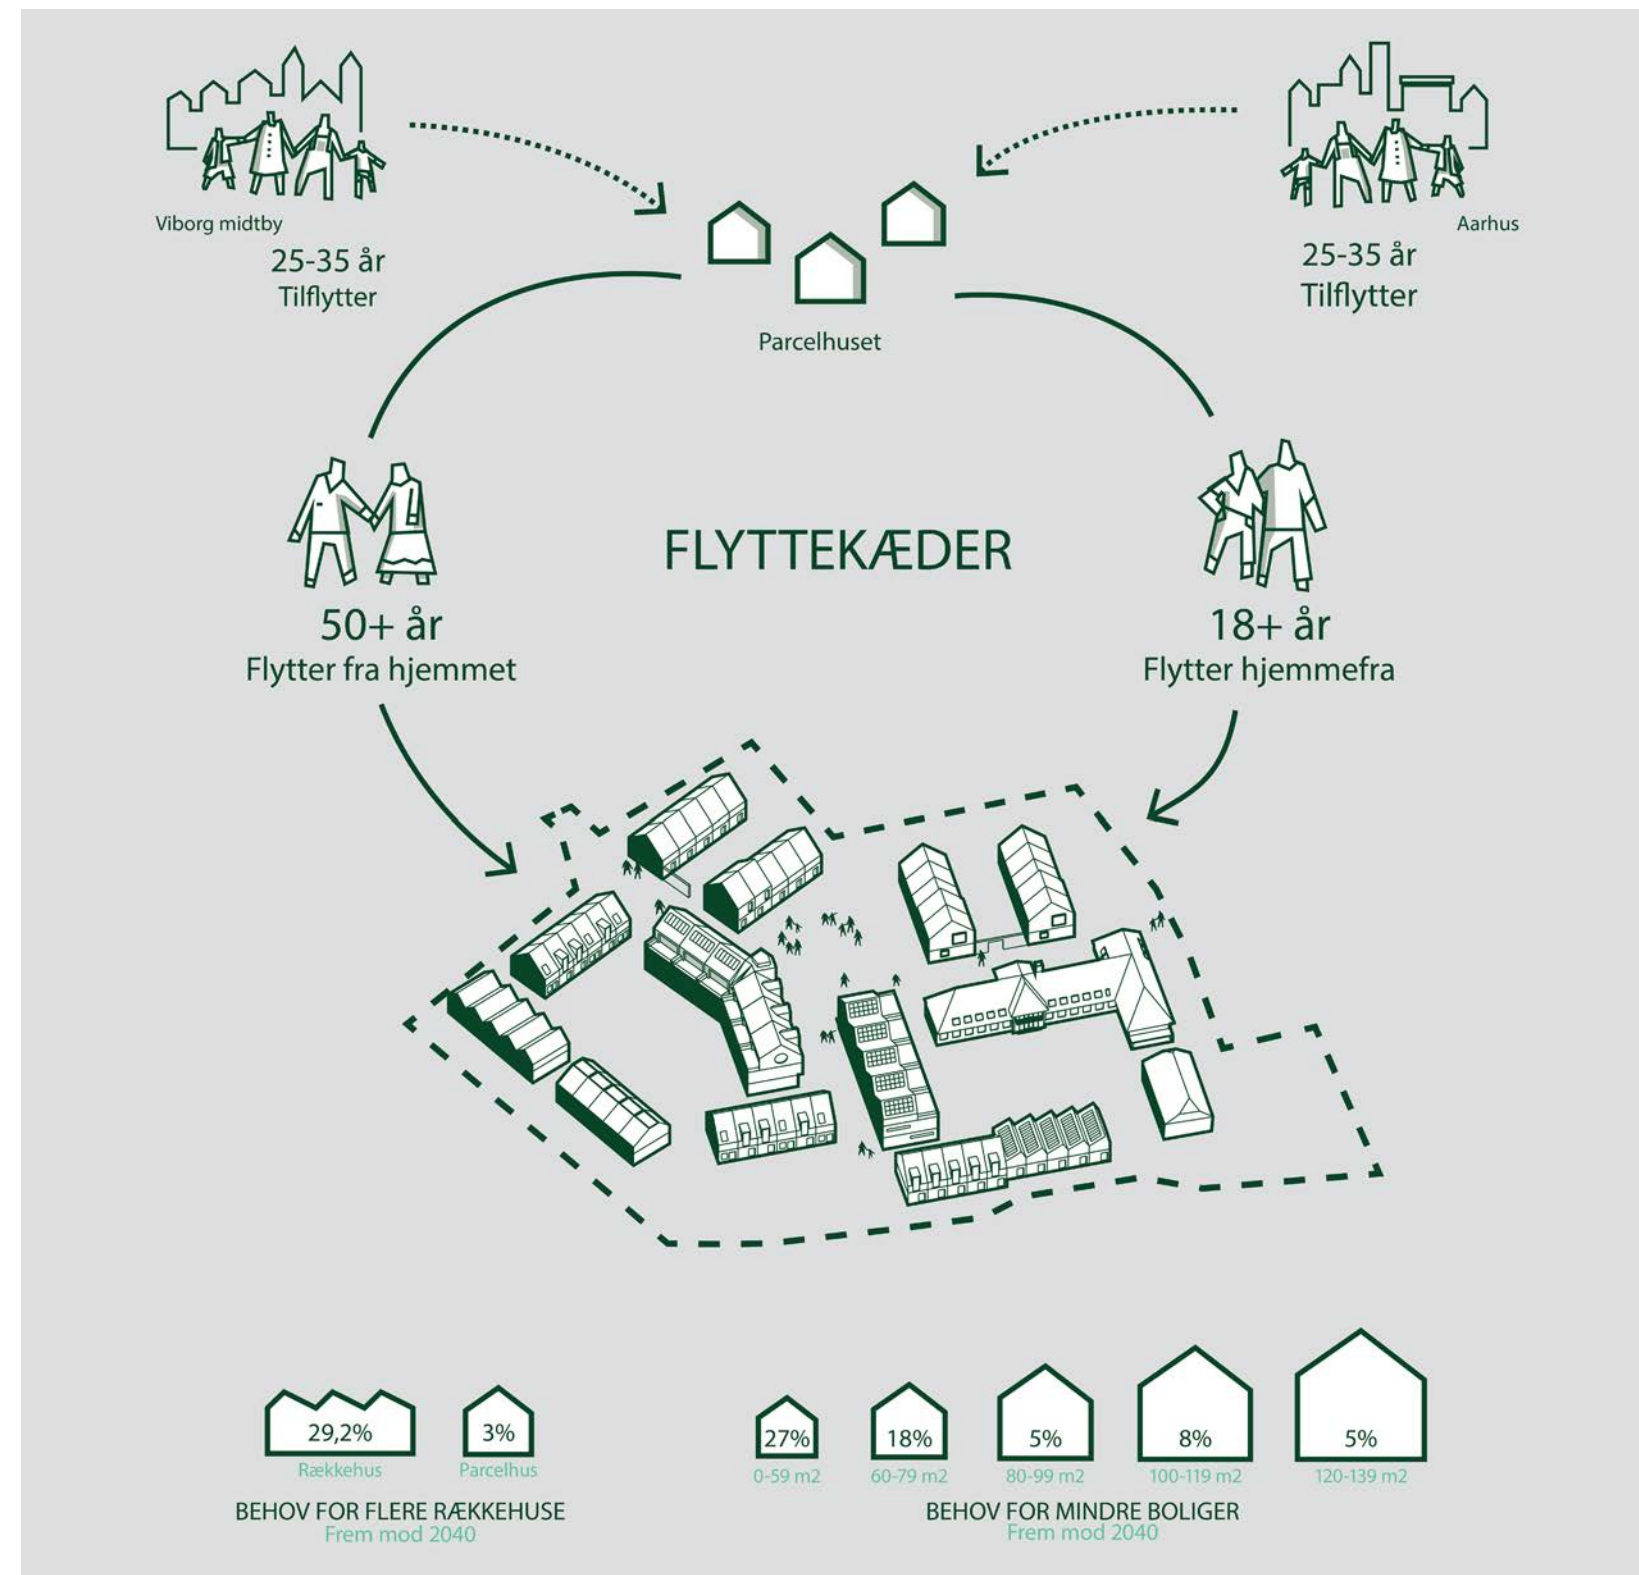 Viborg midtby
25-35 år
Tilflytter
Aarhus
25-35 år
Tilflytter
Parcelhuset
FLYTTEKÆDER
50+ år
Flytter fra hjemmet
18+ år
Flytter hjemmefra
29,2%
3%
Rækkehus
Parcelhus
BEHOV FOR FLERE RÆKKEHUSE
Frem mod 2040
27%
18%
5%
8%
5%
0-59 m2
60-79 m2
80-99 m2
100-119 m2
120-139 m2
BEHOV FOR MINDRE BOLIGER
Frem mod 2040